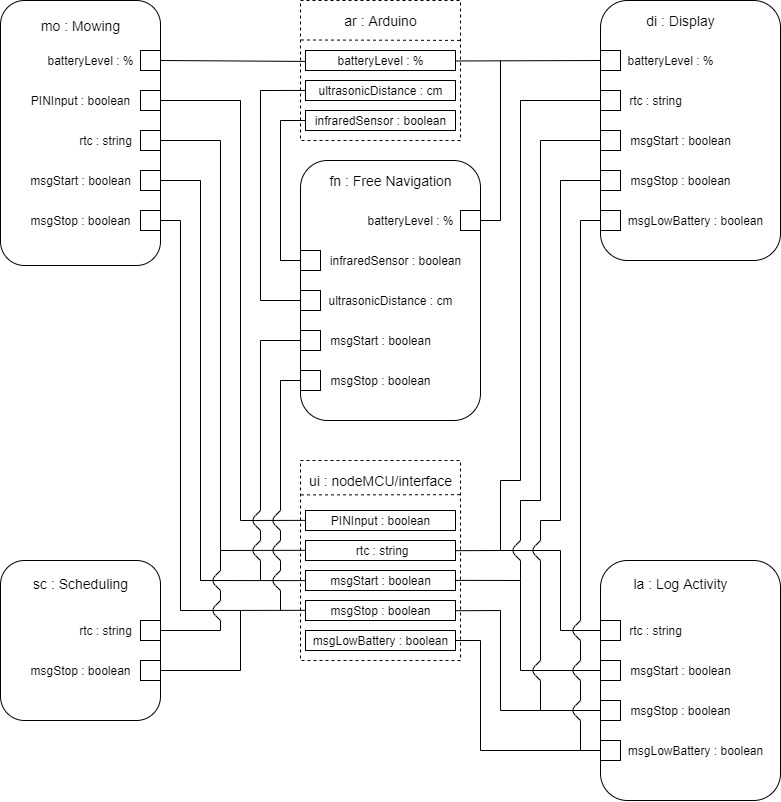 mo : Mowing
batteryLevel : %
PINInput : boolean
rtc : string
msgStart : boolean
msgStop : boolean
ar : Arduino
batteryLevel : %
ultrasonicDistance : cm
infraredSensor : boolean
fn : Free Navigation
batteryLevel : %
infraredSensor : boolean
ultrasonicDistance : cm
msgStart : boolean
msgStop : boolean
di : Display
batteryLevel : %
rtc : string
msgStart : boolean
msgStop : boolean
msgLowBattery : boolean
sc : Scheduling
rtc : string
msgStop : boolean
ui : nodeMCU/interface
PINInput : boolean
rtc : string
msgStart : boolean
msgStop : boolean
msgLowBattery : boolean
la : Log Activity
rtc : string
msgStart : boolean
msgStop : boolean
msgLowBattery : boolean